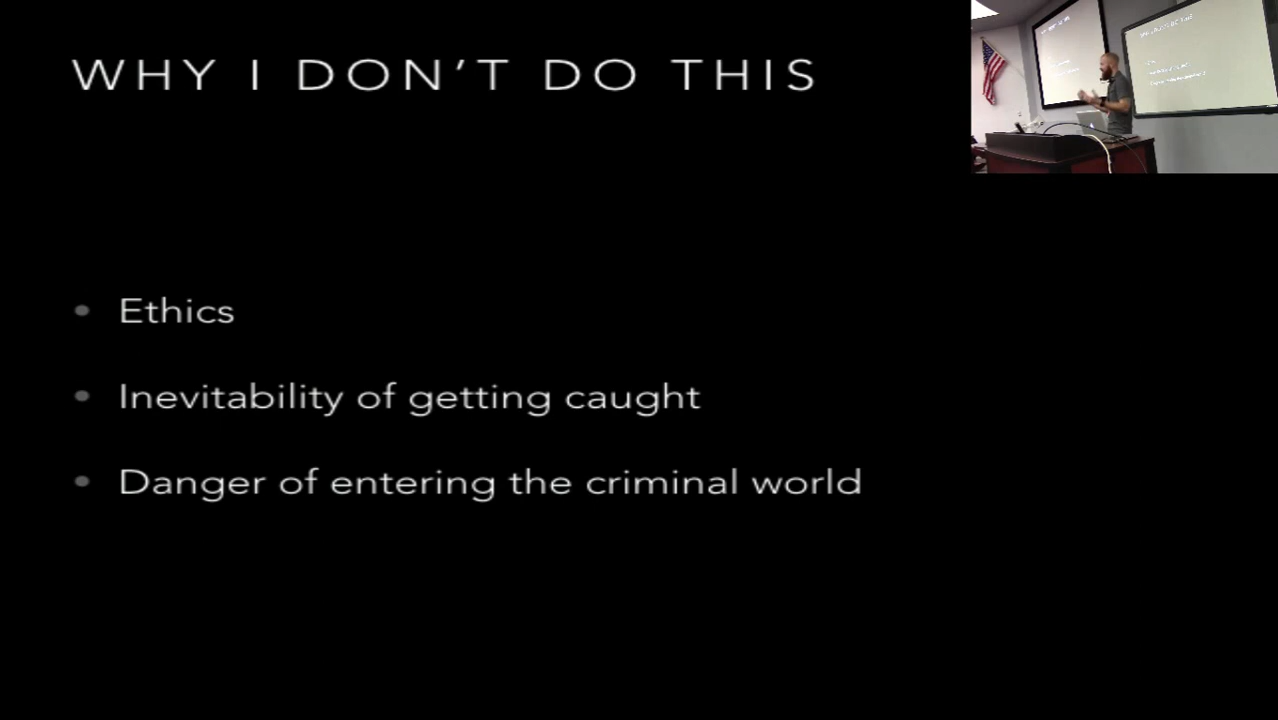 WHY I DON'T DO THIS
Ethics
Inevitability of getting caught
Danger of entering the criminal world